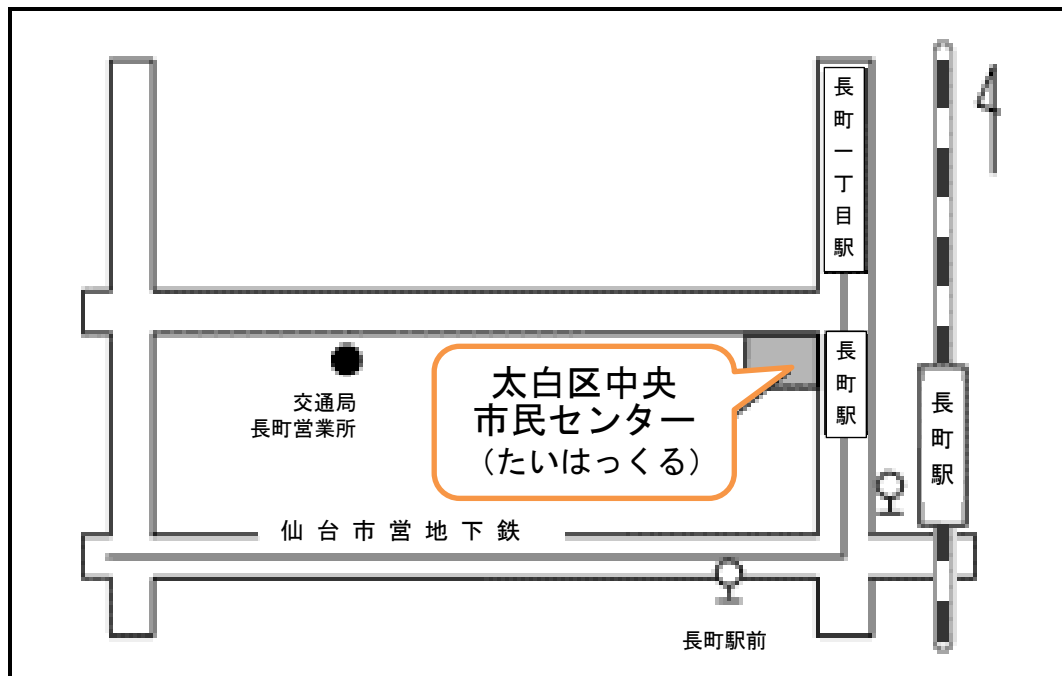 長町一丁目駅
長町駅
長町駅
太白区中央
市民センター
（たいはっくる）
交通局
長町営業所
仙台市営地下鉄
長町駅前